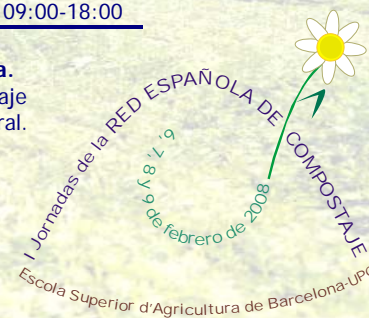 09:00-18:00
a.
aje
ral.
I Jornadas de la RED ESPAÑOLA DE COMPOSTAJE
6, 7, 8 y 9 de febrero de 2008
Escola Superior d'Agricultura de Barcelona-UPC